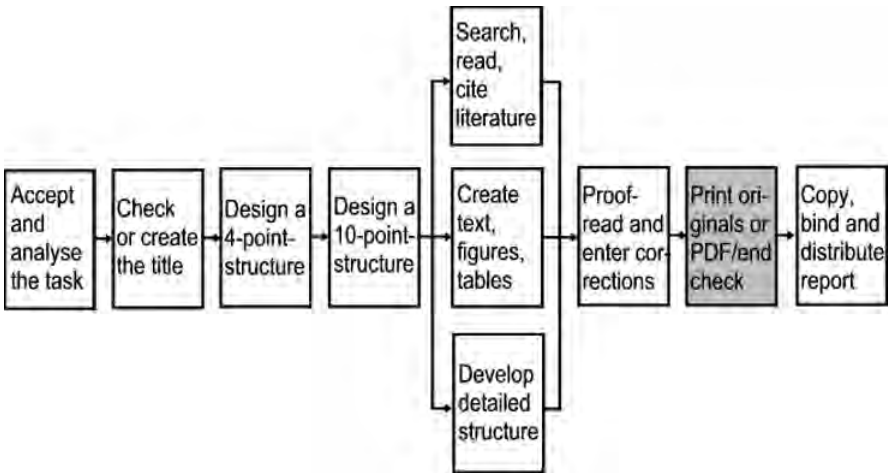 Accept
and
analyse
the task
Check
or create
the title
Design a
4-point-
structure
Design a
10-point-
structure
Search,
read,
cite
literature
Create
text,
figures,
tables
Develop
detailed
structure
Proof-
read and
enter cor-
rections
Print ori-
ginals or
PDF/end
check
Copy,
bind and
distribute
report